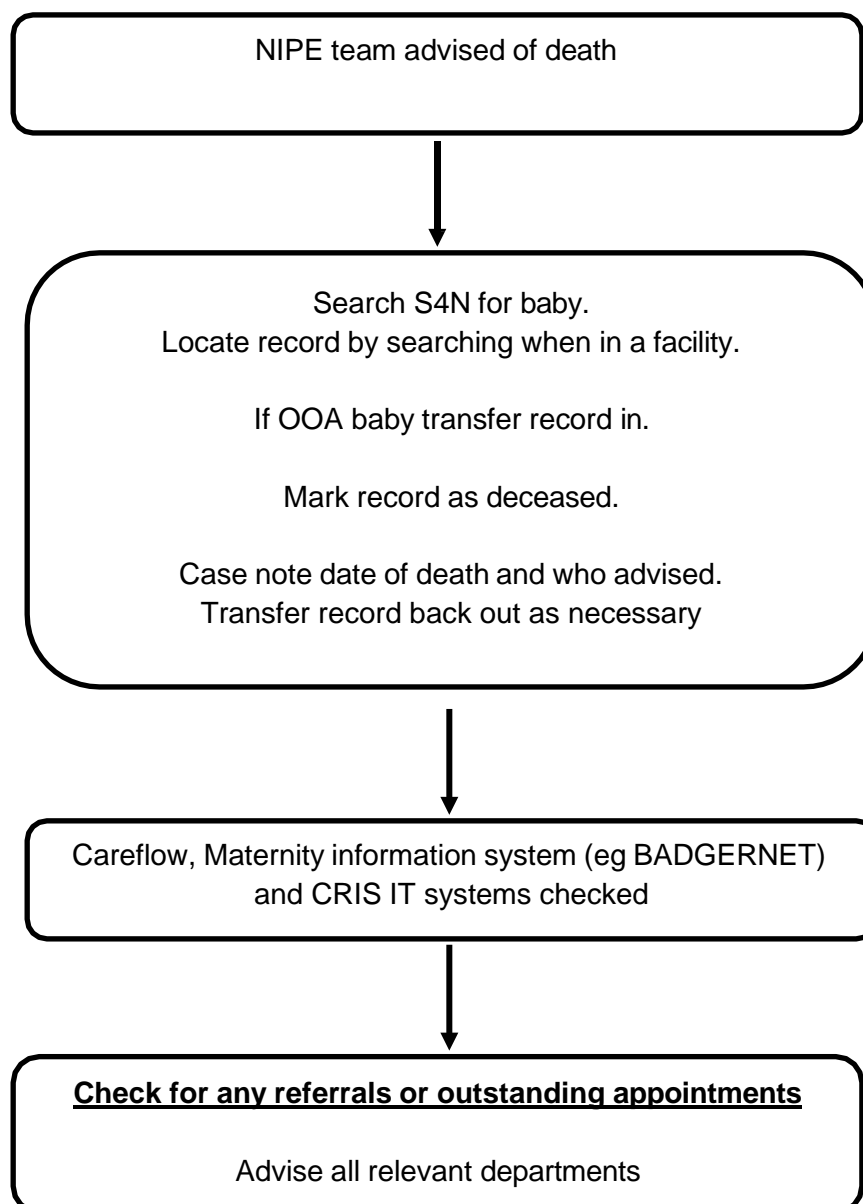 NIPE team advised of death
Search S4N for baby.
Locate record by searching when in a facility.
If OOA baby transfer record in.
Mark record as deceased.
Case note date of death and who advised.
Transfer record back out as necessary
Careflow, Maternity information system (eg BADGERNET)
and CRIS IT systems checked
Check for any referrals or outstanding appointments
Advise all relevant departments